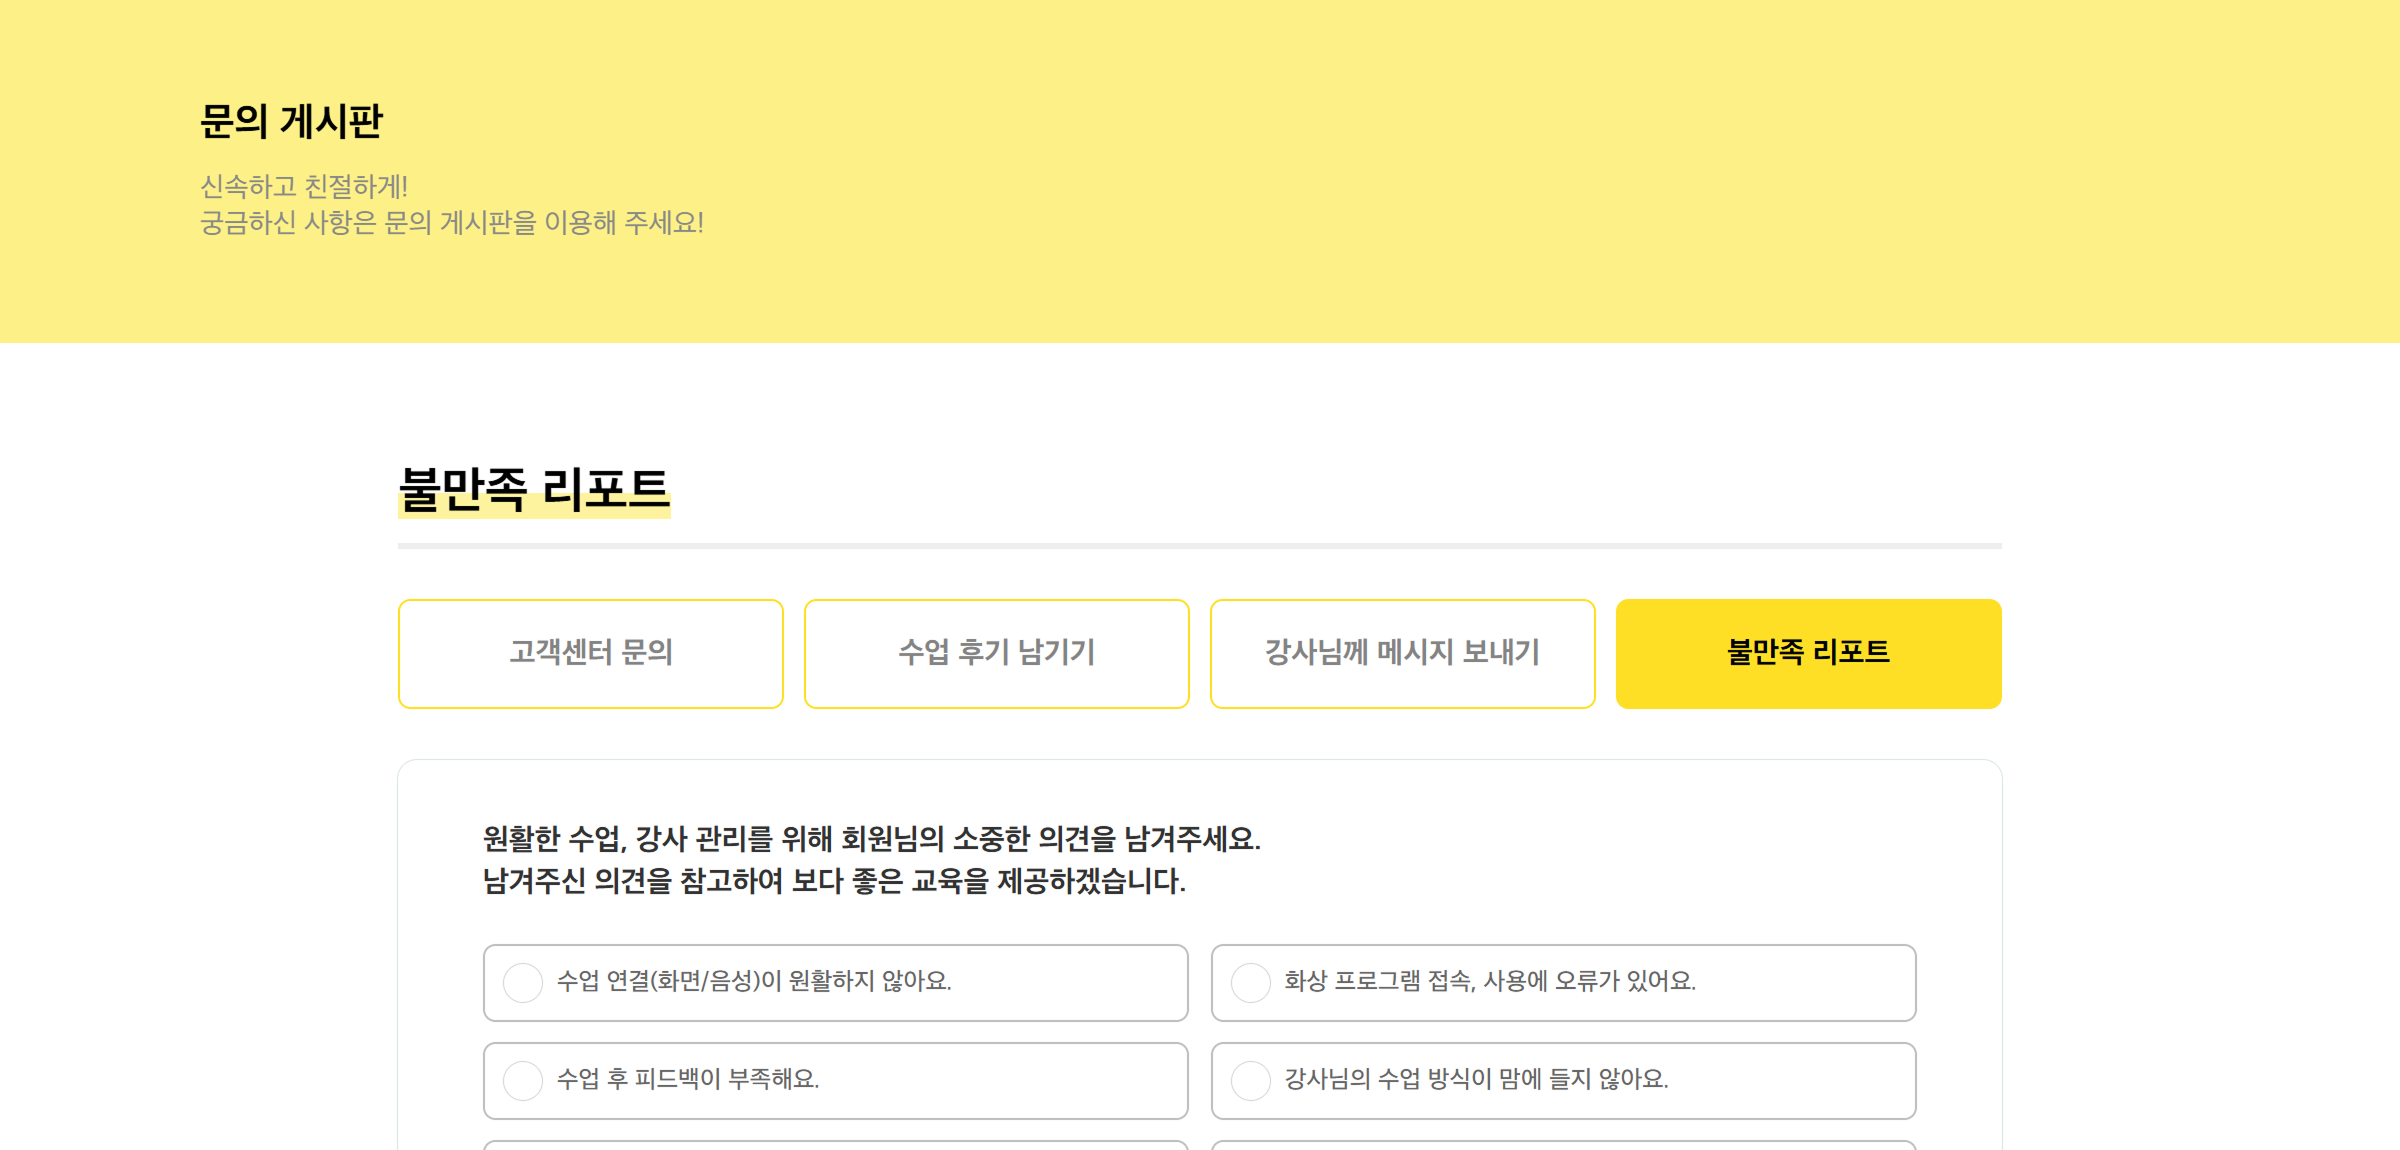 문의 게시판
신속하고 친절하게!
궁금하신 사항은 문의 게시판을 이용해 주세요!
불만족 리포트
고객센터 문의
수업 후기 남기기
강사님께 메시지 보내기
불만족 리포트
원활한 수업, 강사 관리를 위해 회원님의 소중한 의견을 남겨주세요.
남겨주신 의견을 참고하여 보다 좋은 교육을 제공하겠습니다.
수업 연결(화면/음성)이 원활하지 않아요.
화상 프로그램 접속, 사용에 오류가 있어요.
수업 후 피드백이 부족해요.
강사님의 수업 방식이 맘에 들지 않아요.